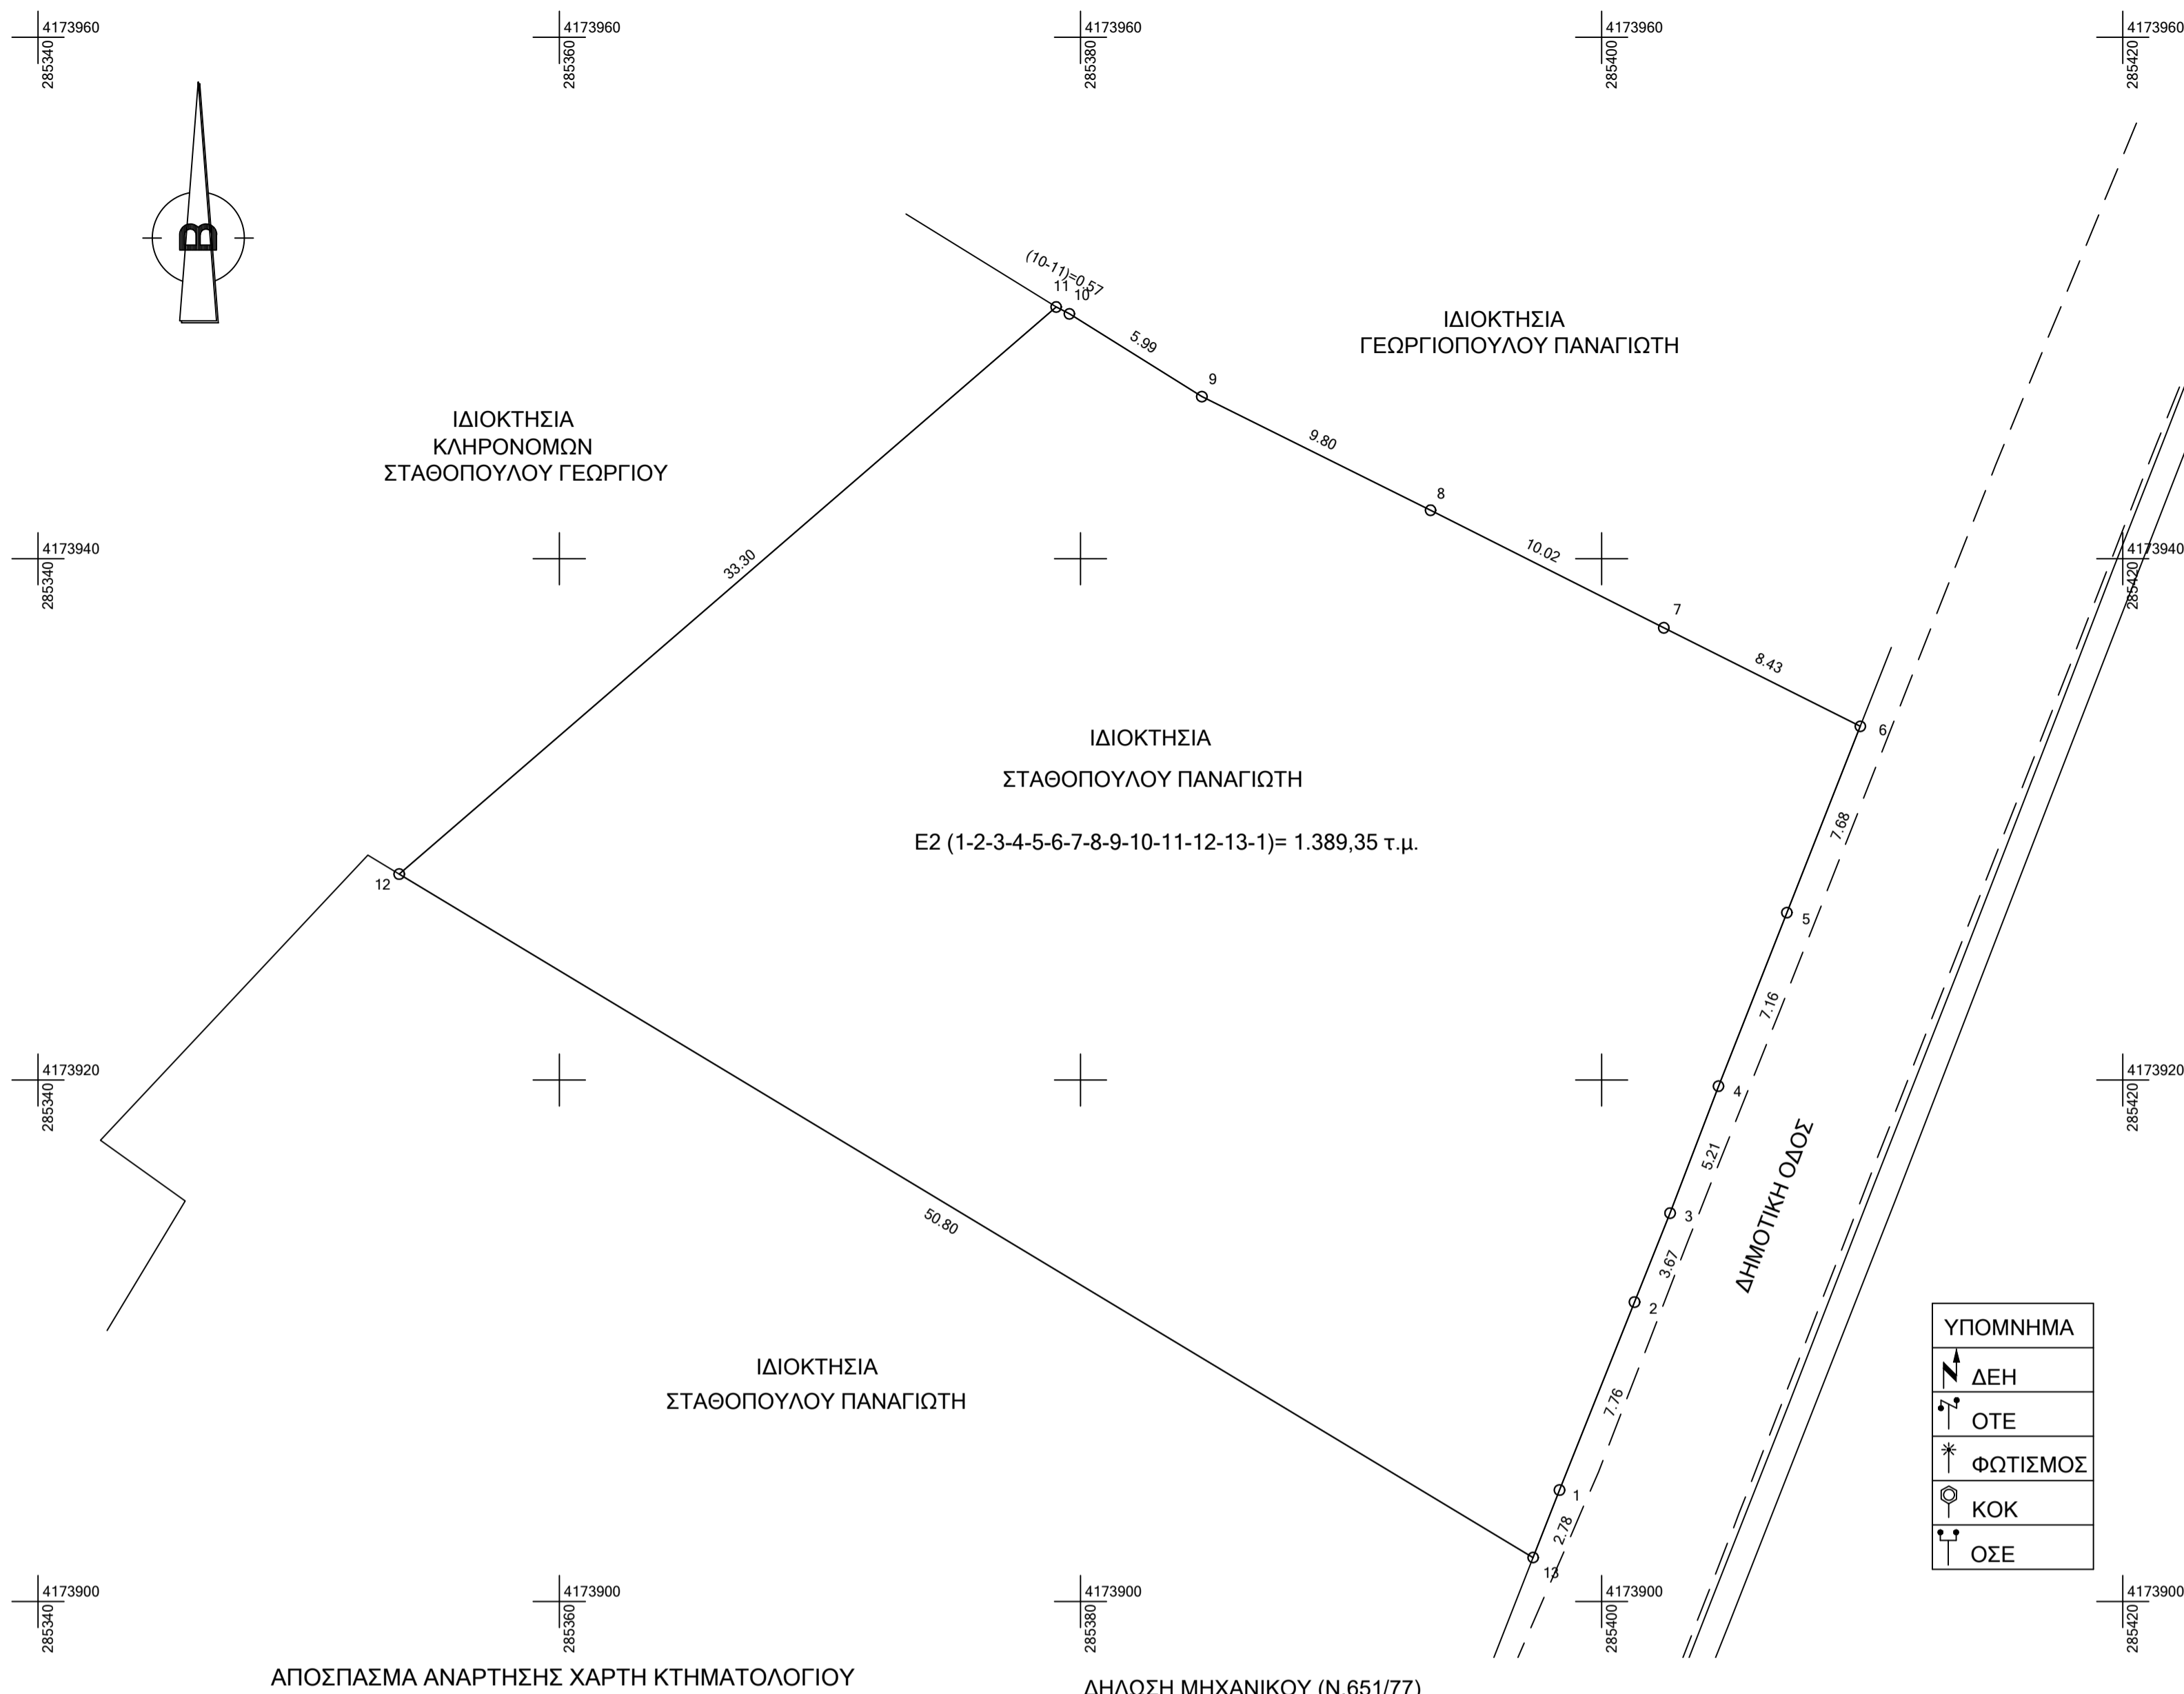 4173960 4173960 4173960 4173960 4173960
285340 285360 285380 285400 285420
Β
(10-11)=0.57
11 10
5.99
9
ΙΔΙΟΚΤΗΣΙΑ
ΓΕΩΡΓΙΟΠΟΥΛΟΥ ΠΑΝΑΓΙΩΤΗ
ΙΔΙΟΚΤΗΣΙΑ
ΚΛΗΡΟΝΟΜΩΝ
ΣΤΑΘΟΠΟΥΛΟΥ ΓΕΩΡΓΙΟΥ
9.80
8
10.02
4173940 4173940
285340 285420
33.30
7
8.43
6
ΙΔΙΟΚΤΗΣΙΑ
ΣΤΑΘΟΠΟΥΛΟΥ ΠΑΝΑΓΙΩΤΗ
Ε2 (1-2-3-4-5-6-7-8-9-10-11-12-13-1)= 1.389,35 τ.μ.
7.68
12
5
7.16
4173920 4173920
285340 285420
4
5.21
ΔΗΜΟΤΙΚΗ ΟΔΟΣ
50.80
3
3.67
2
ΙΔΙΟΚΤΗΣΙΑ
ΣΤΑΘΟΠΟΥΛΟΥ ΠΑΝΑΓΙΩΤΗ
7.76
1
2.78
13
ΥΠΟΜΝΗΜΑ
ΔΕΗ
ΟΤΕ
ΦΩΤΙΣΜΟΣ
ΚΟΚ
ΟΣΕ
4173900 4173900 4173900 4173900 4173900
285340 285360 285380 285400 285420
ΑΠΟΣΠΑΣΜΑ ΑΝΑΡΤΗΣΗΣ ΧΑΡΤΗ ΚΤΗΜΑΤΟΛΟΓΙΟΥ
ΔΗΛΩΣΗ ΜΗΧΑΝΙΚΟΥ (Ν.651/77)